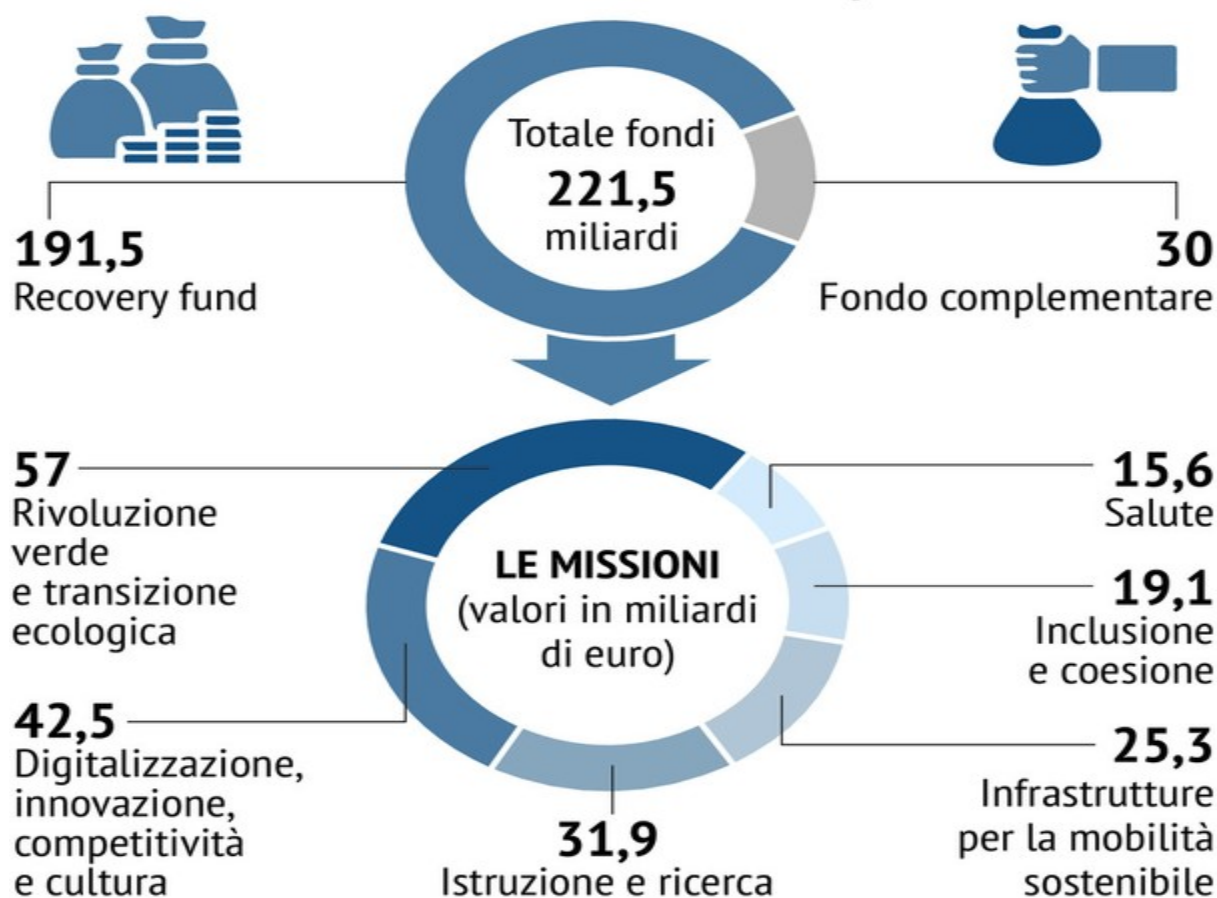 Totale fondi
221,5
miliardi
191,5
Recovery fund
30
Fondo complementare
57
Rivoluzione
verde
e transizione
ecologica
15,6
Salute
LE MISSIONI
(valori in miliardi
di euro)
19,1
Inclusione
e coesione
42,5
Digitalizzazione,
innovazione,
competitività
e cultura
31,9
Istruzione e ricerca
25,3
Infrastrutture
per la mobilità
sostenibile